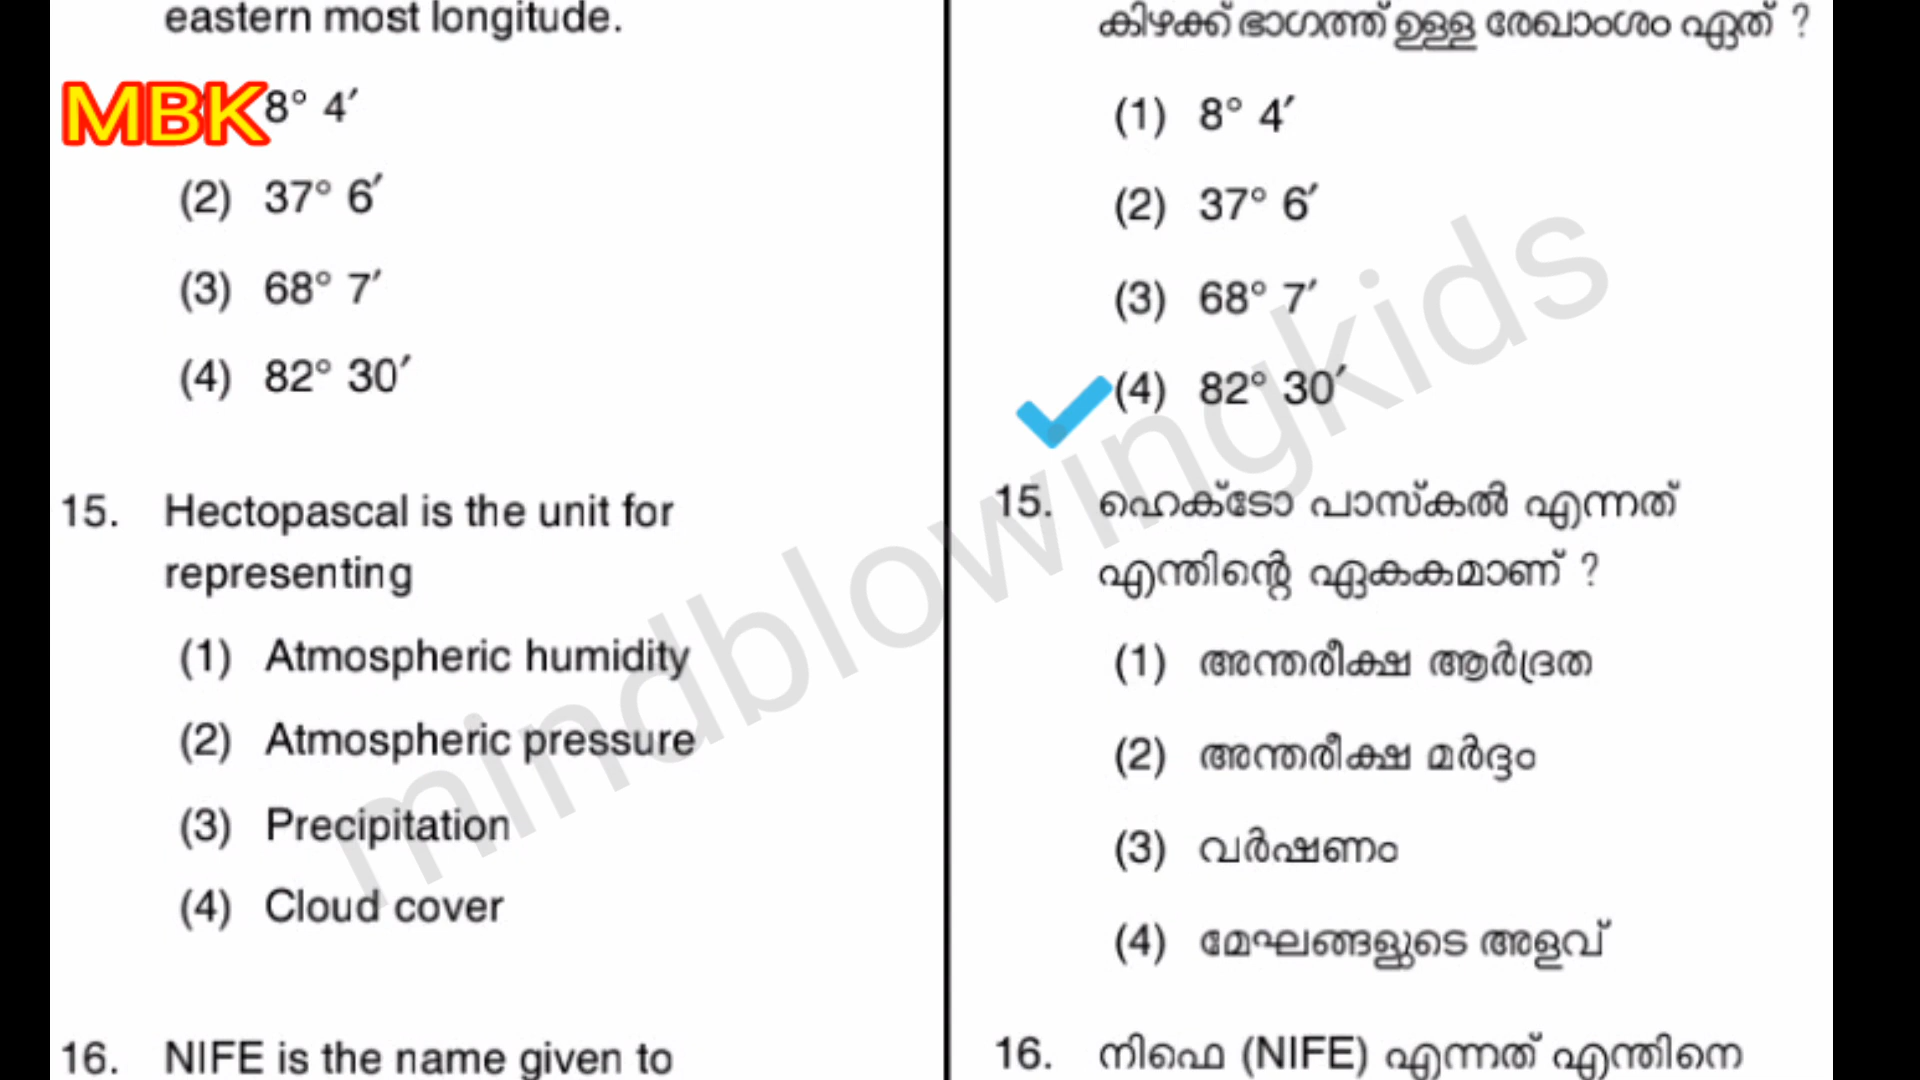 eastern most longitude.
MBK 8° 4′
(2) 37° 6′
(3) 68° 7′
(4) 82° 30′
15. Hectopascal is the unit for
representing
(1) Atmospheric humidity
(2) Atmospheric pressure
(3) Precipitation
(4) Cloud cover
16. NIFE is the name given to
കിഴക്ക് ഭാഗത്ത് ഉള്ള രേഖാംശം ഏത് ?
(1) 8° 4′
(2) 37° 6′
(3) 68° 7′
(4) 82° 30′
15. ഹെക്ടോ പാസ്കൽ എന്നത്
എന്തിന്റെ ഏകകമാണ് ?
(1) അന്തരീക്ഷ ആർദ്രത
(2) അന്തരീക്ഷ മർദ്ദം
(3) വർഷണം
(4) മേഘങ്ങളുടെ അളവ്
16. നിഫെ (NIFE) എന്നത് എന്തിനെ
mindblowingkids